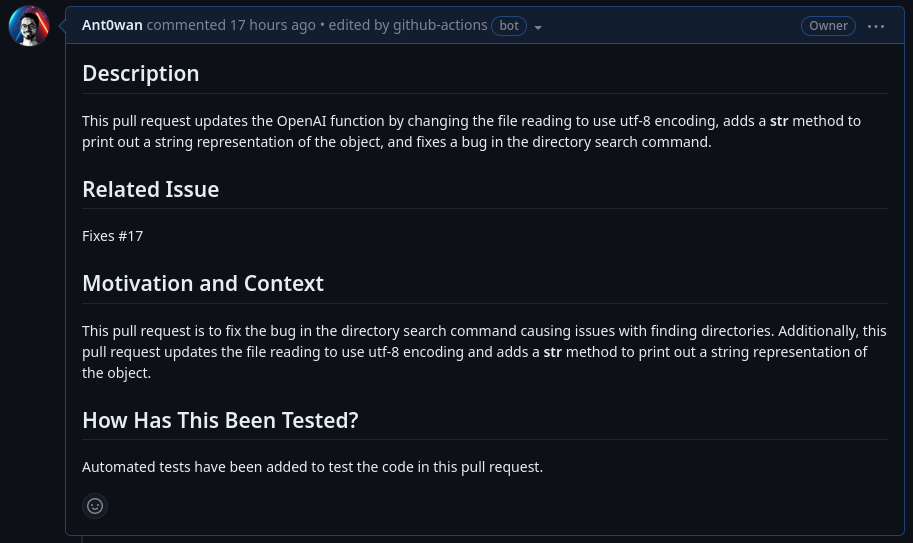 Ant0wan commented 17 hours ago • edited by github-actions bot Owner
Description
This pull request updates the OpenAI function by changing the file reading to use utf-8 encoding, adds a str method to
print out a string representation of the object, and fixes a bug in the directory search command.
Related Issue
Fixes #17
Motivation and Context
This pull request is to fix the bug in the directory search command causing issues with finding directories. Additionally, this
pull request updates the file reading to use utf-8 encoding and adds a str method to print out a string representation of
the object.
How Has This Been Tested?
Automated tests have been added to test the code in this pull request.